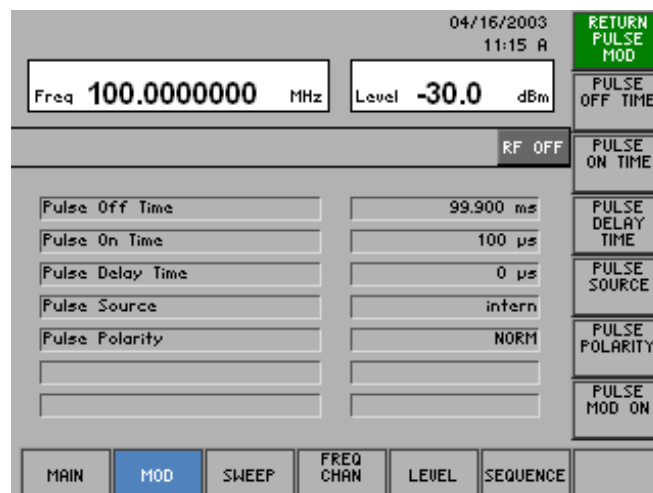 04/16/2003
11:15 A
Freq 100.0000000 MHz
Level -30.0 dBm
RF OFF
Pulse Off Time 99.900 ms
Pulse On Time 100 µs
Pulse Delay Time 0 µs
Pulse Source intern
Pulse Polarity NORM
RETURN
PULSE
MOD
PULSE
OFF TIME
PULSE
ON TIME
PULSE
DELAY
TIME
PULSE
SOURCE
PULSE
POLARITY
PULSE
MOD ON
MAIN
MOD
SWEEP
FREQ
CHAN
LEVEL
SEQUENCE